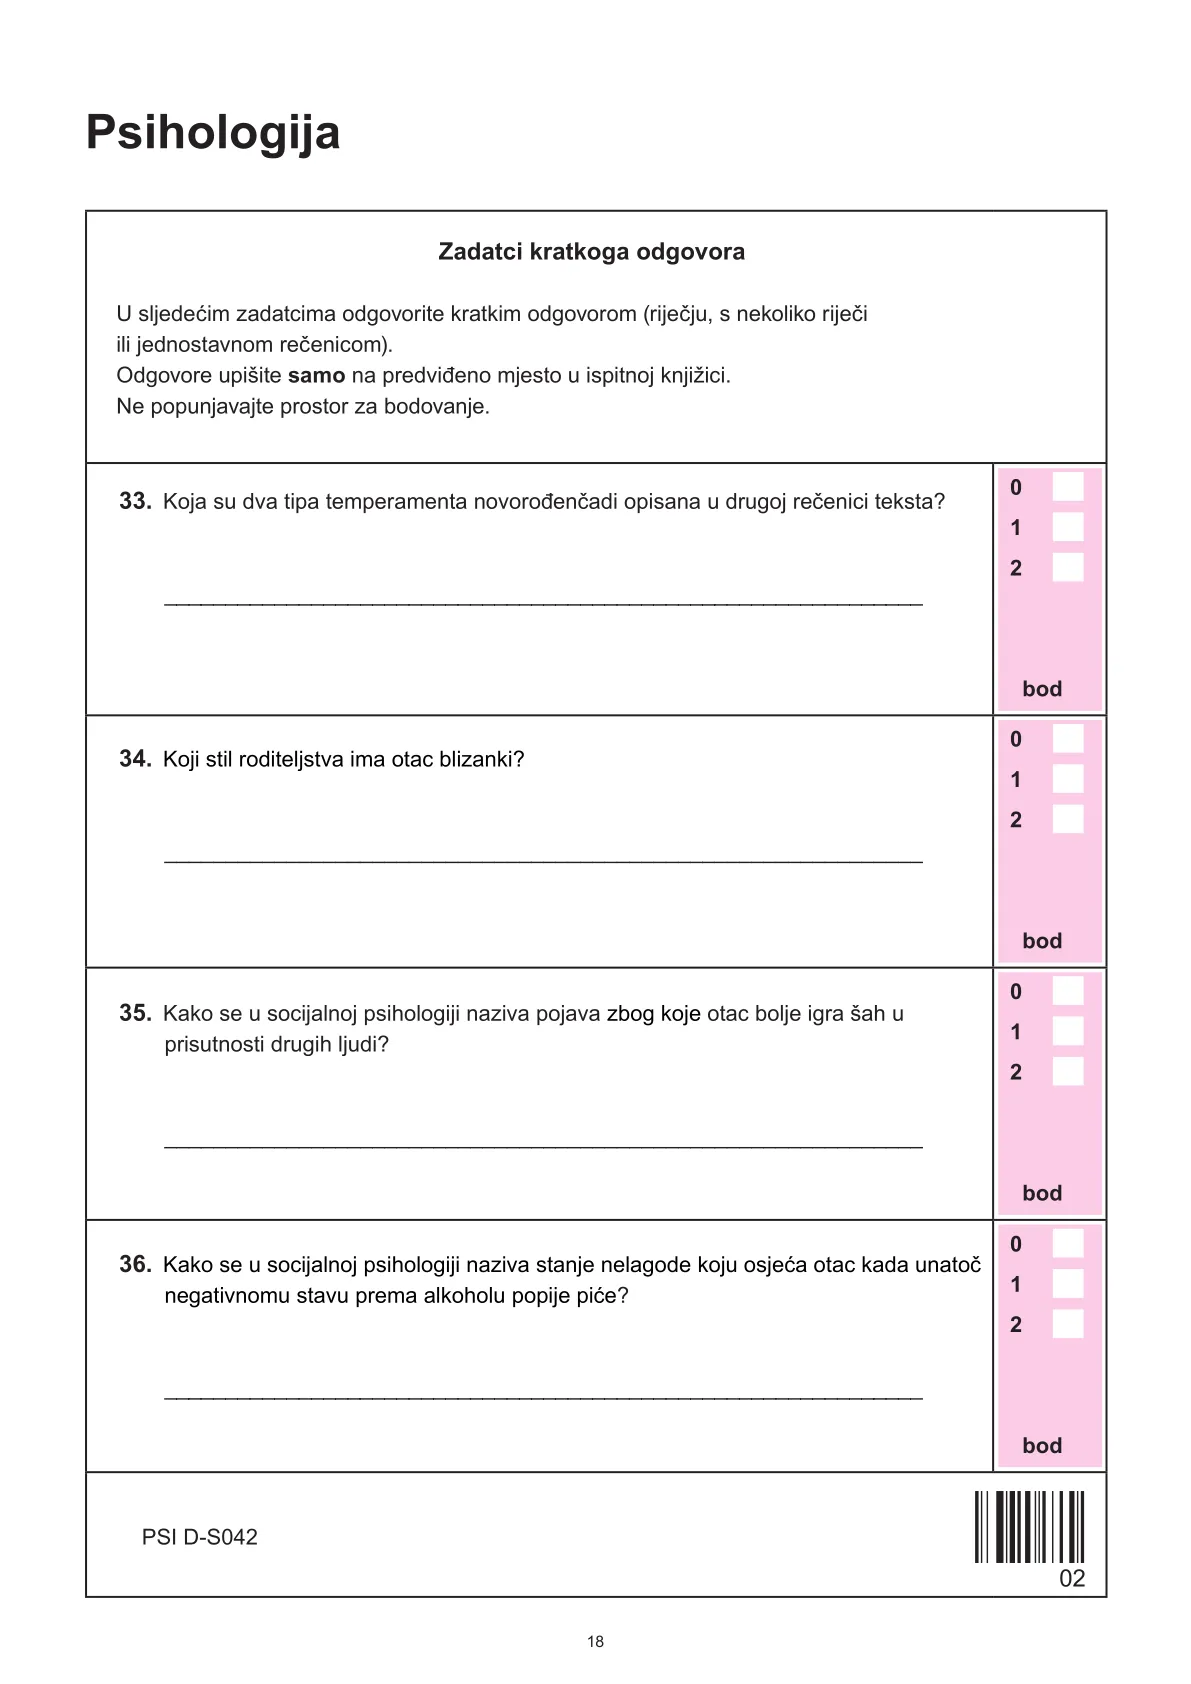 Psihologija
Zadatci kratkoga odgovora
U sljedećim zadatcima odgovorite kratkim odgovorom (riječju, s nekoliko riječi
ili jednostavnom rečenicom).
Odgovore upišite samo na predviđeno mjesto u ispitnoj knjižici.
Ne popunjavajte prostor za bodovanje.
33. Koja su dva tipa temperamenta novorođenčadi opisana u drugoj rečenici teksta?
0
1
2
bod
34. Koji stil roditeljstva ima otac blizanki?
0
1
2
bod
35. Kako se u socijalnoj psihologiji naziva pojava zbog koje otac bolje igra šah u
prisutnosti drugih ljudi?
0
1
2
bod
36. Kako se u socijalnoj psihologiji naziva stanje nelagode koju osjeća otac kada unatoč
negativnomu stavu prema alkoholu popije piće?
0
1
2
bod
PSI D-S042
02
18